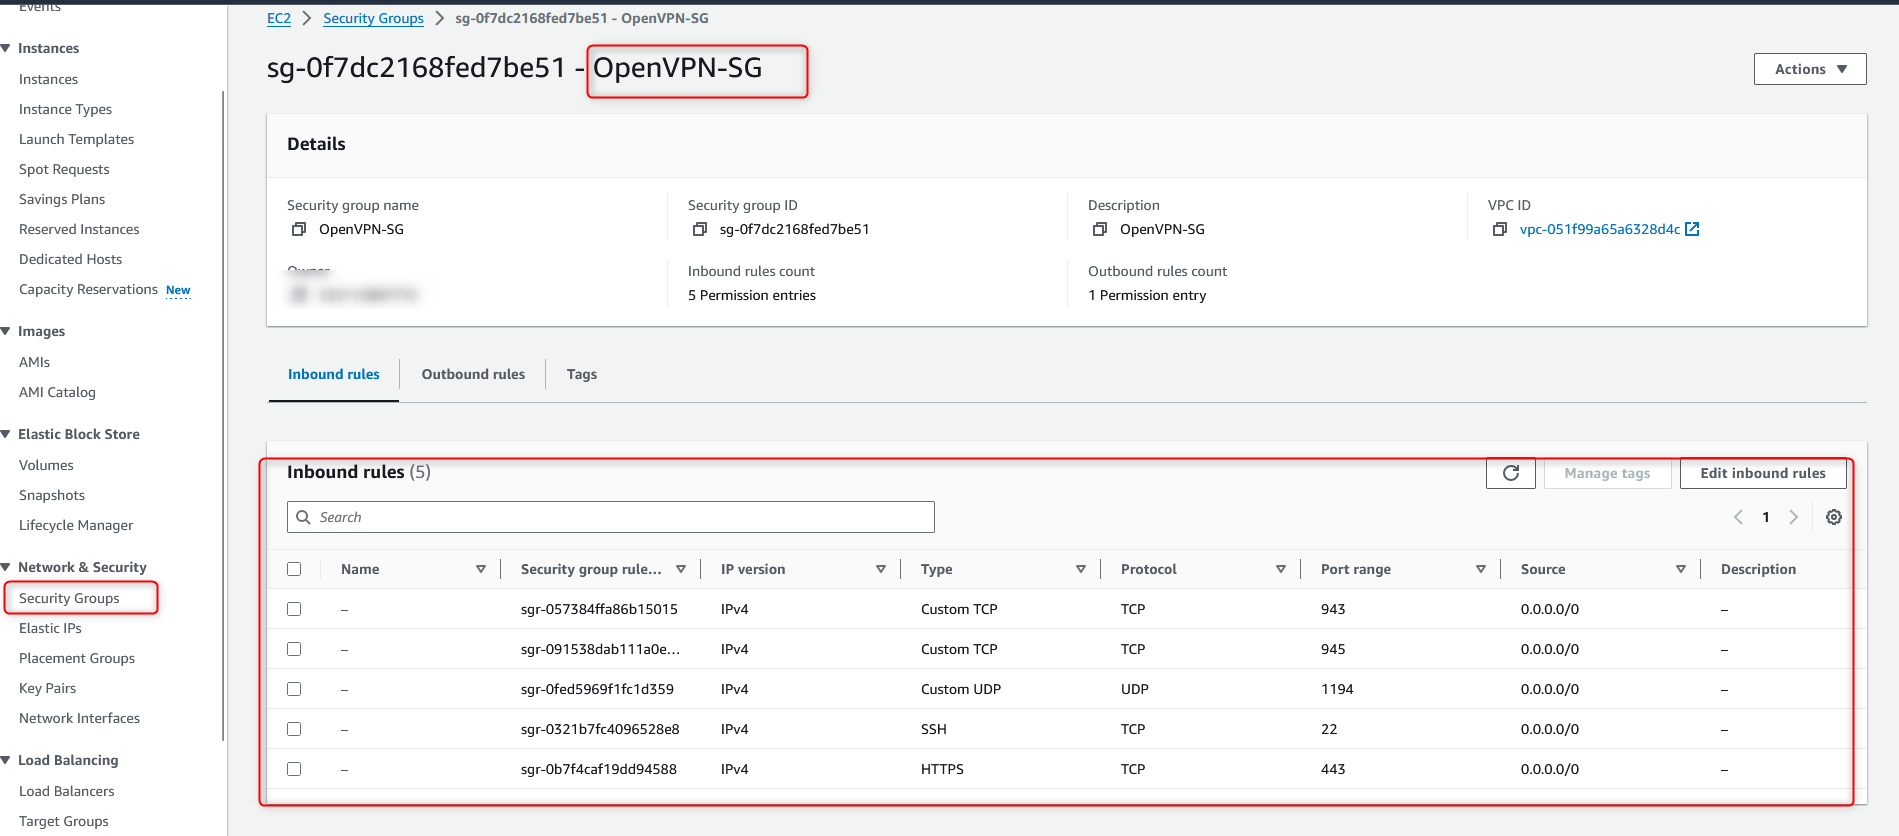 Events
Instances
Instances
Instance Types
Launch Templates
Spot Requests
Savings Plans
Reserved Instances
Dedicated Hosts
Capacity Reservations New
Images
AMIs
AMI Catalog
Elastic Block Store
Volumes
Snapshots
Lifecycle Manager
Network & Security
Security Groups
Elastic IPs
Placement Groups
Key Pairs
Network Interfaces
Load Balancing
Load Balancers
Target Groups
EC2 Security Groups sg-0f7dc2168fed7be51 - OpenVPN-SG
sg-0f7dc2168fed7be51 - OpenVPN-SG
Actions
Details
Security group name
OpenVPN-SG
Security group ID
sg-0f7dc2168fed7be51
Description
OpenVPN-SG
VPC ID
vpc-051f99a65a6328d4c
Owner
Inbound rules count
5 Permission entries
Outbound rules count
1 Permission entry
Inbound rules Outbound rules Tags
Inbound rules (5)
Manage tags Edit inbound rules
Search
1
Name Security group rule... IP version Type Protocol Port range Source Description
– sgr-057384ffa86b15015 IPv4 Custom TCP TCP 943 0.0.0.0/0 –
– sgr-091538dab111a0e... IPv4 Custom TCP TCP 945 0.0.0.0/0 –
– sgr-0fed5969f1fc1d359 IPv4 Custom UDP UDP 1194 0.0.0.0/0 –
– sgr-0321b7fc4096528e8 IPv4 SSH TCP 22 0.0.0.0/0 –
– sgr-0b7f4caf19dd94588 IPv4 HTTPS TCP 443 0.0.0.0/0 –